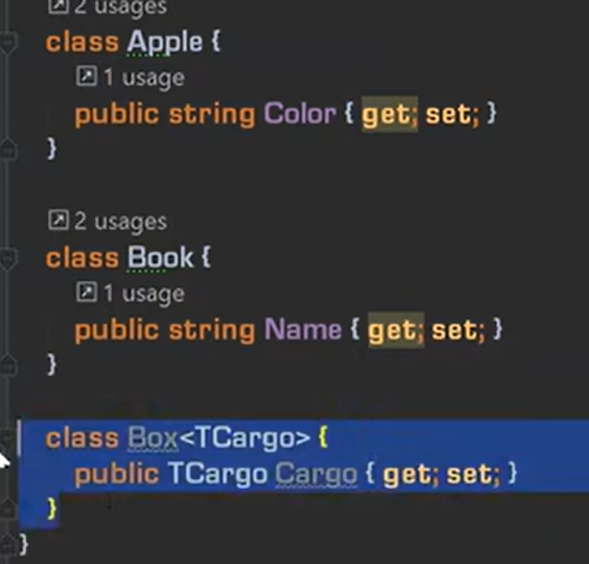 2 usages
class Apple {
1 usage
public string Color { get; set; }
}
2 usages
class Book {
1 usage
public string Name { get; set; }
}
class Box<TCargo> {
public TCargo Cargo { get; set; }
}
}